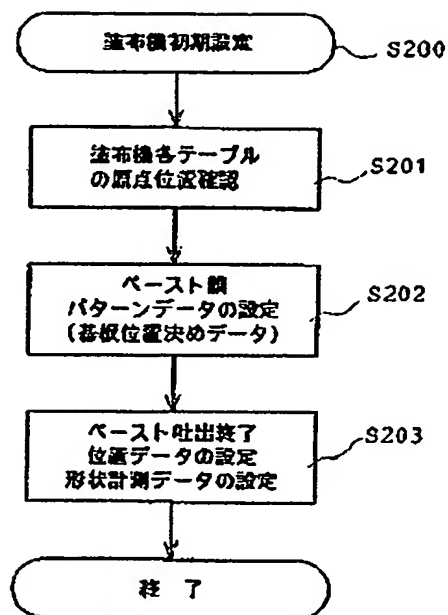 塗布機初期設定
S200
塗布機各テーブル
の原点位置確認
S201
ペースト膜
パターンデータの設定
(基板位置決めデータ)
S202
ペースト吐出終了
位置データの設定
形状計測データの設定
S203
終了